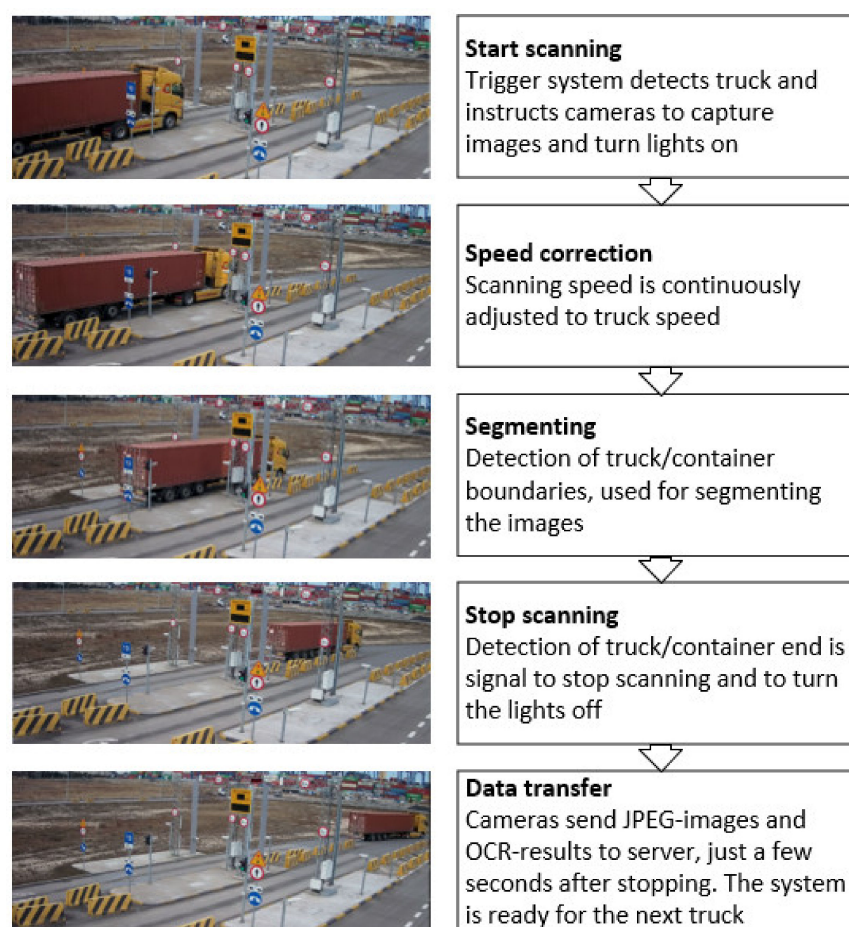 Start scanning
Trigger system detects truck and
instructs cameras to capture
images and turn lights on
Speed correction
Scanning speed is continuously
adjusted to truck speed
Segmenting
Detection of truck/container
boundaries, used for segmenting
the images
Stop scanning
Detection of truck/container end is
signal to stop scanning and to turn
the lights off
Data transfer
Cameras send JPEG-images and
OCR-results to server, just a few
seconds after stopping. The system
is ready for the next truck